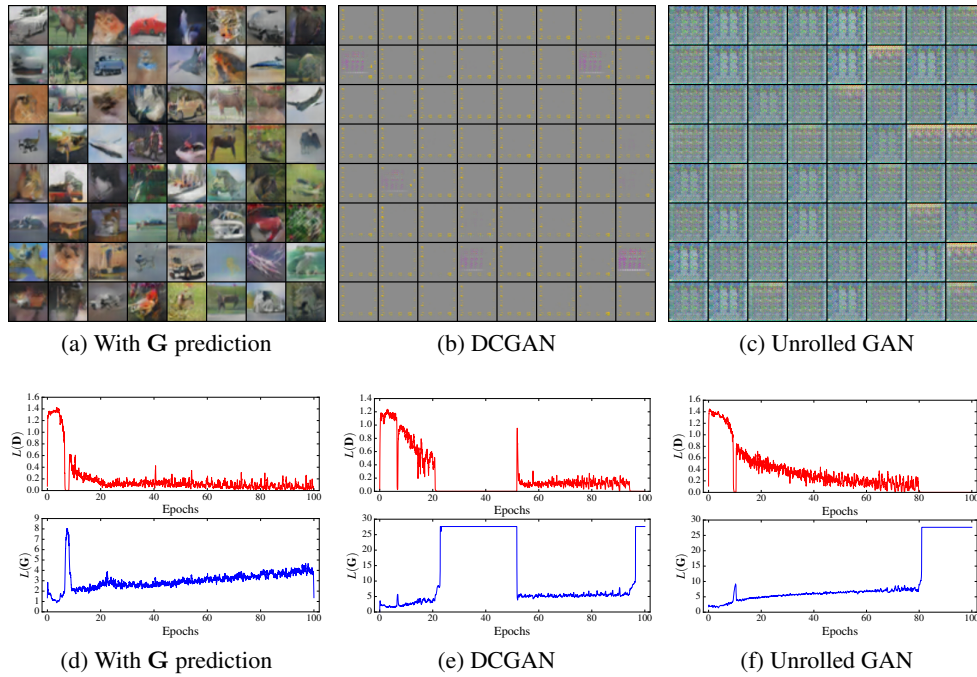 (a) With G prediction
(b) DCGAN
(c) Unrolled GAN
1.4
1.2
1.0
0.8
0.6
0.4
0.2
0.0
L(D)
0 20 40 60 80 100
Epochs
9
8
7
6
5
4
3
2
1
0
L(G)
0 20 40 60 80 100
Epochs
(d) With G prediction
1.4
1.2
1.0
0.8
0.6
0.4
0.2
0.0
L(D)
0 20 40 60 80 100
Epochs
30
25
20
15
10
5
0
L(G)
0 20 40 60 80 100
Epochs
(e) DCGAN
1.6
1.4
1.2
1.0
0.8
0.6
0.4
0.2
0.0
L(D)
0 20 40 60 80 100
Epochs
30
25
20
15
10
5
0
L(G)
0 20 40 60 80 100
Epochs
(f) Unrolled GAN